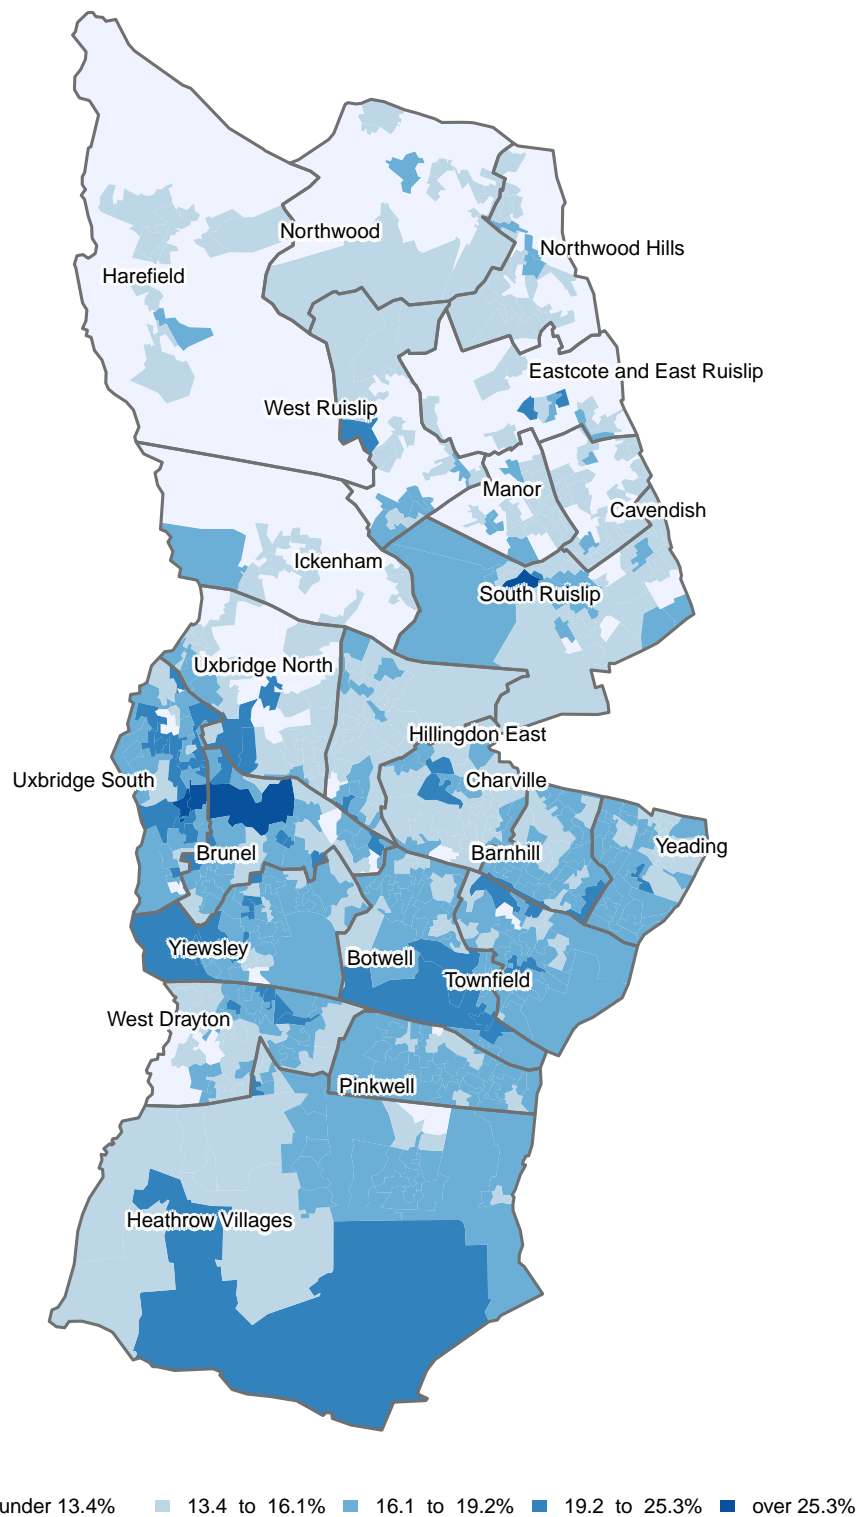 Northwood
Northwood Hills
Harefield
Eastcote and East Ruislip
West Ruislip
Manor
Cavendish
Ickenham
South Ruislip
Uxbridge North
Hillingdon East
Uxbridge South
Charville
Brunel
Barnhill
Yeading
Yiewsley
Botwell
Townfield
West Drayton
Pinkwell
Heathrow Villages
under 13.4% 13.4 to 16.1% 16.1 to 19.2% 19.2 to 25.3% over 25.3%